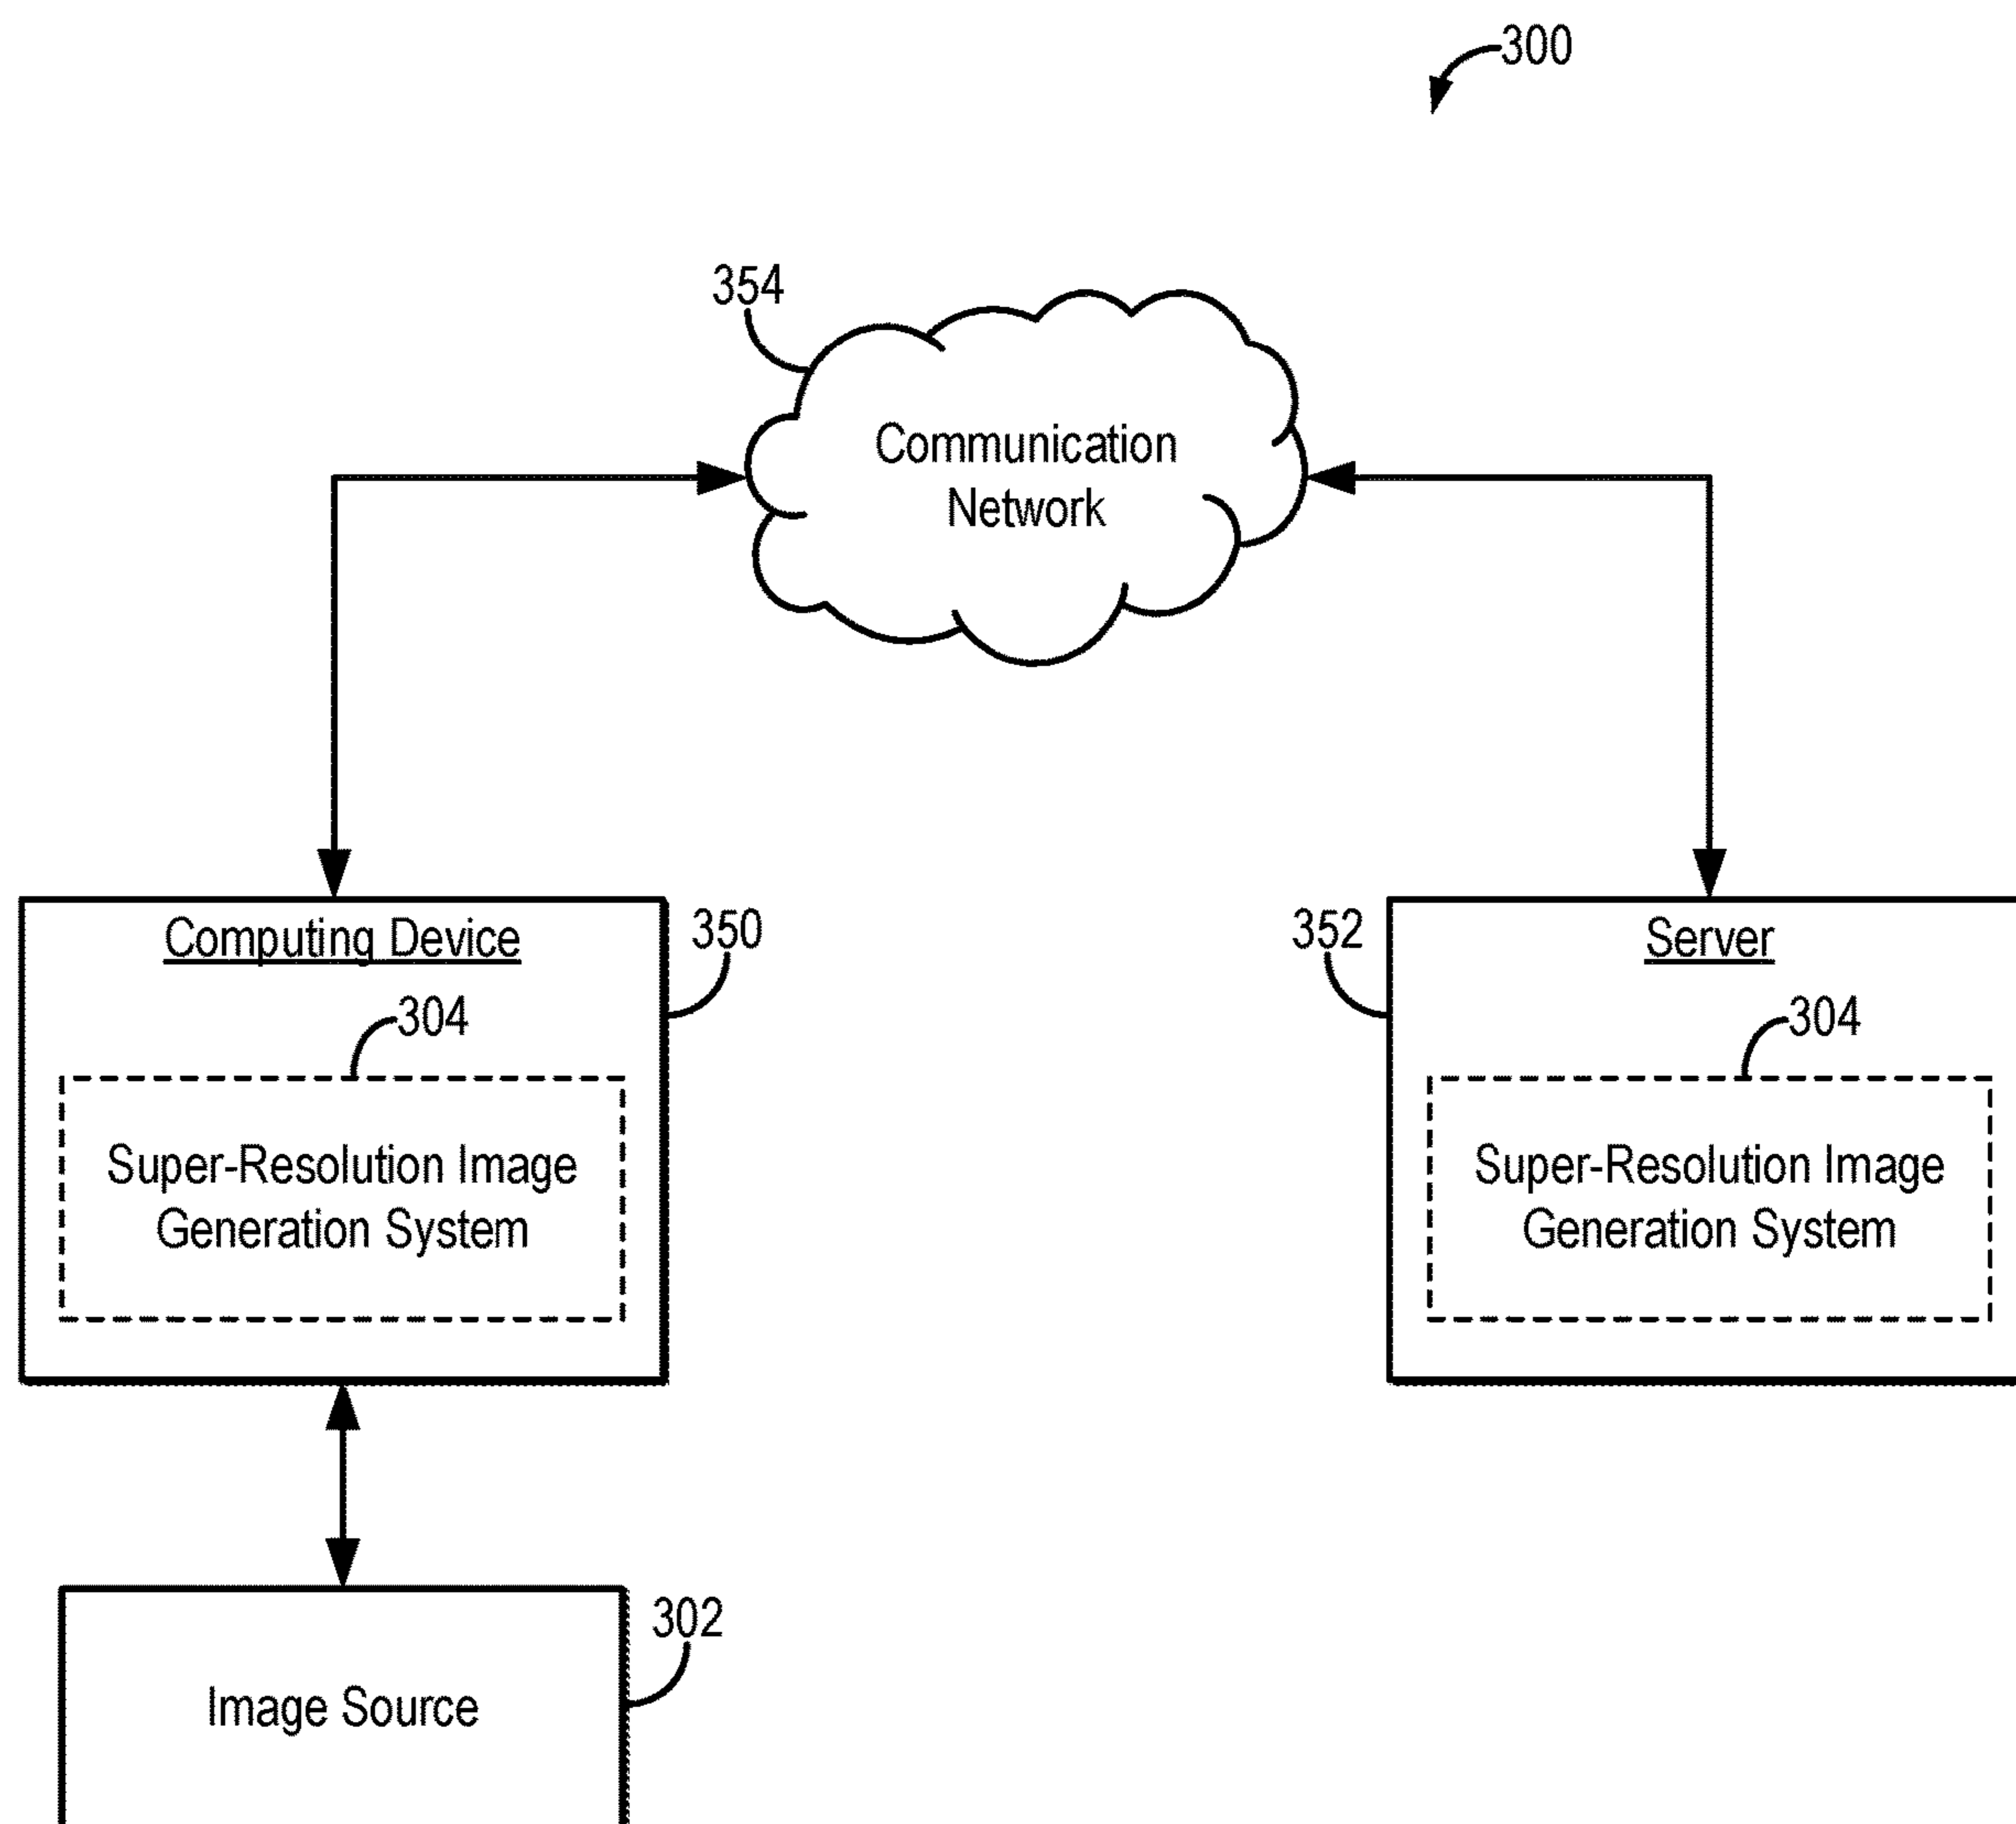 300
354
Communication
Network
Computing Device
350
352
Server
304
304
Super-Resolution Image
Generation System
Super-Resolution Image
Generation System
302
Image Source